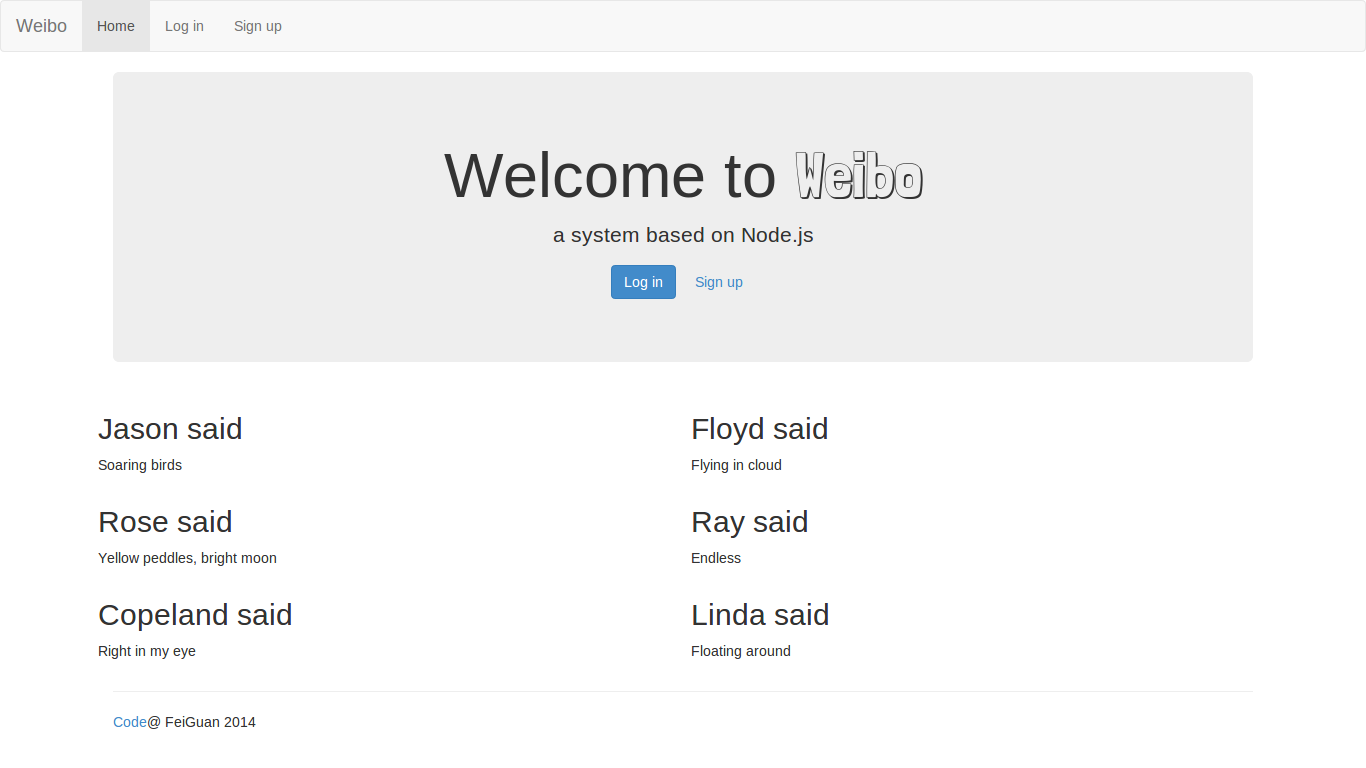 Weibo Home Log in Sign up
Welcome to Weibo
a system based on Node.js
Log in Sign up
Jason said
Soaring birds
Floyd said
Flying in cloud
Rose said
Yellow peddles, bright moon
Ray said
Endless
Copeland said
Right in my eye
Linda said
Floating around
Code@ FeiGuan 2014